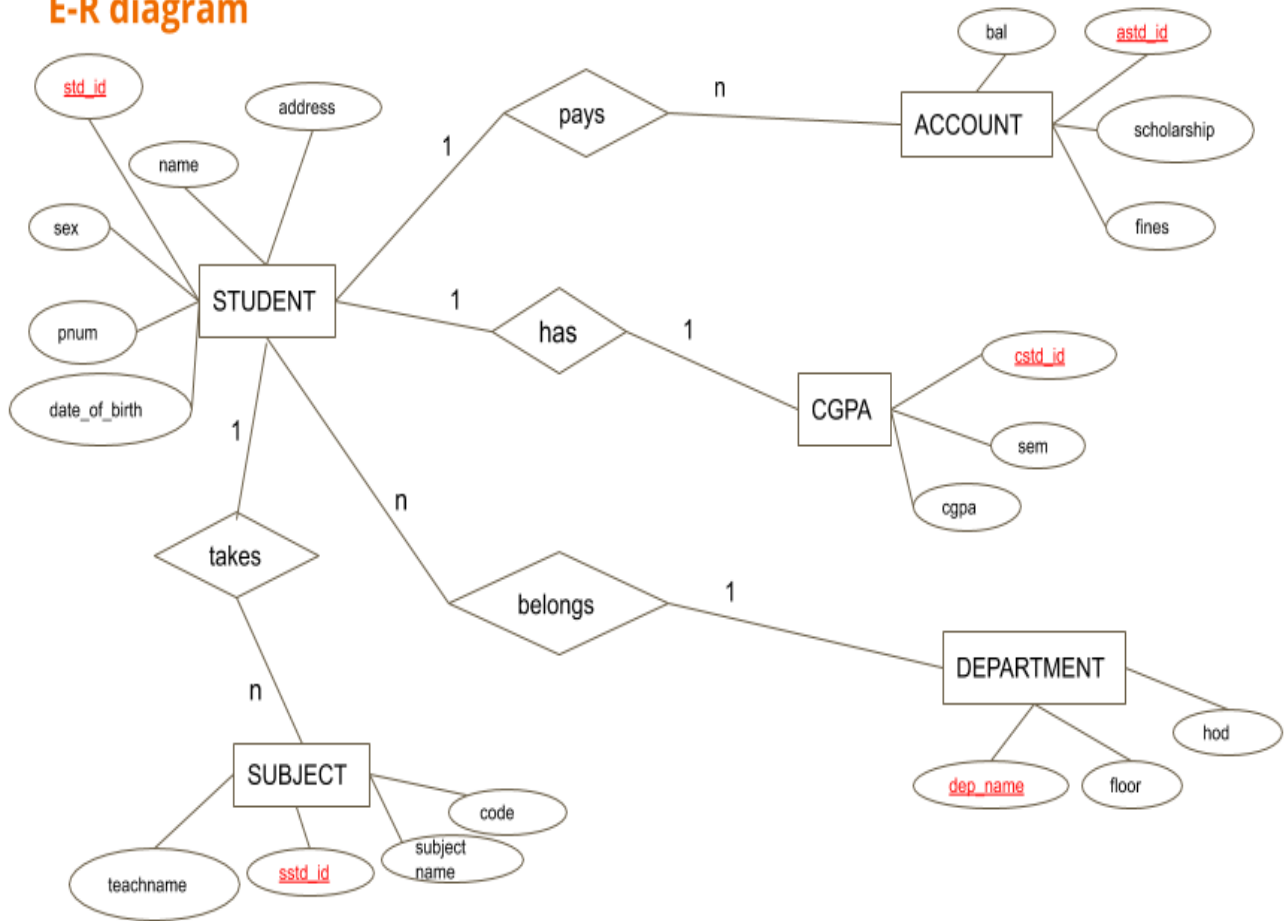 E-R diagram
bal
astd_id
std_id
address
pays
n
ACCOUNT
scholarship
1
name
sex
fines
STUDENT
1
has
1
pnum
cstd_id
date_of_birth
CGPA
1
sem
n
cgpa
takes
belongs
1
DEPARTMENT
n
hod
SUBJECT
dep_name
floor
code
subject
name
teachname
sstd_id